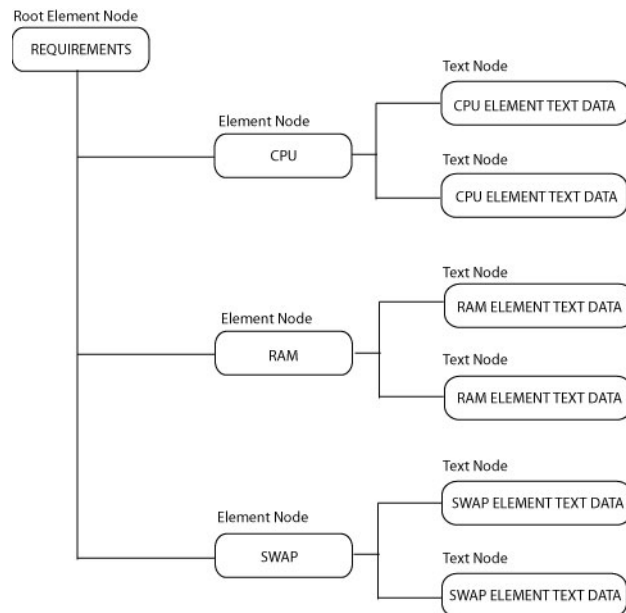 Root Element Node
REQUIREMENTS
Element Node
CPU
Text Node
CPU ELEMENT TEXT DATA
Text Node
CPU ELEMENT TEXT DATA
Element Node
RAM
Text Node
RAM ELEMENT TEXT DATA
Text Node
RAM ELEMENT TEXT DATA
Element Node
SWAP
Text Node
SWAP ELEMENT TEXT DATA
Text Node
SWAP ELEMENT TEXT DATA